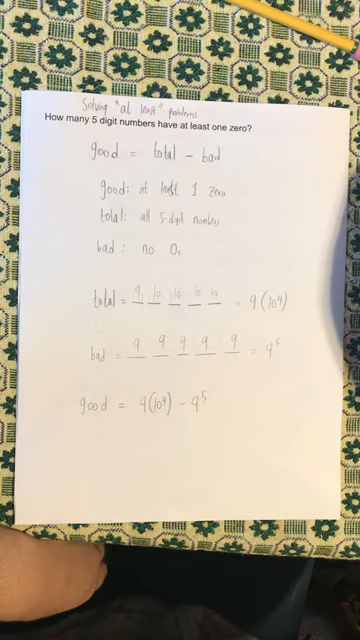 Solving "at least" problems
How many 5 digit numbers have at least one zero?
good = total - bad
good: at least 1 zero
total: all 5-digit numbers
bad: no 0s
total = 9 10 10 10 10 = 9(10⁴)
bad = 9 9 9 9 9 = 9⁵
good = 9(10⁴) - 9⁵